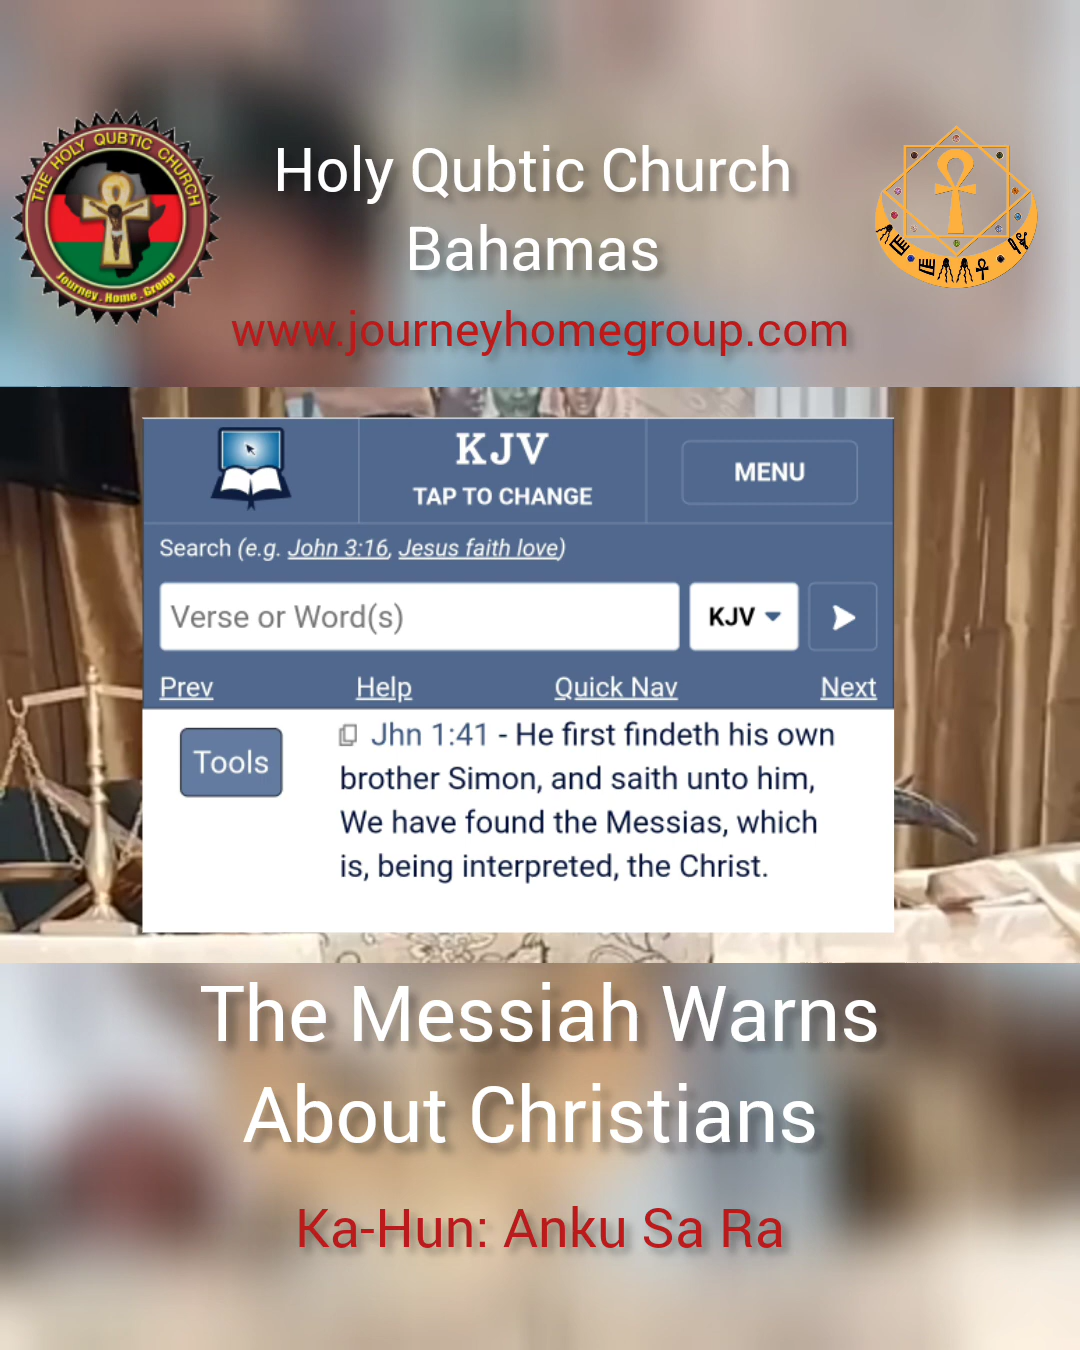 THE HOLY QUBTIC CHURCH
Journey . Home . Group
Holy Qubtic Church
Bahamas
www.journeyhomegroup.com
KJV
TAP TO CHANGE
MENU
Search (e.g. John 3:16, Jesus faith love)
Verse or Word(s)
KJV
Prev
Help
Quick Nav
Next
Tools
Jhn 1:41 - He first findeth his own
brother Simon, and saith unto him,
We have found the Messias, which
is, being interpreted, the Christ.
The Messiah Warns
About Christians
Ka-Hun: Anku Sa Ra